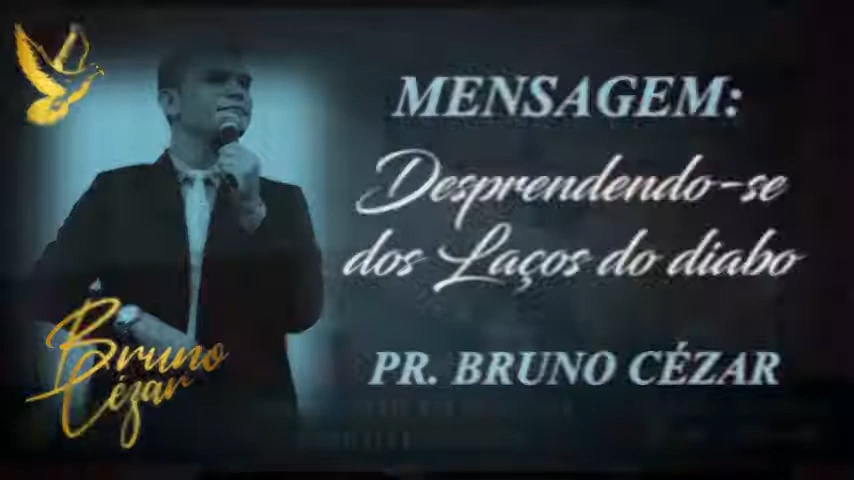 MENSAGEM:
Desprendendo-se
dos Laços do diabo
PR. BRUNO CÉZAR
Bruno
Cézar